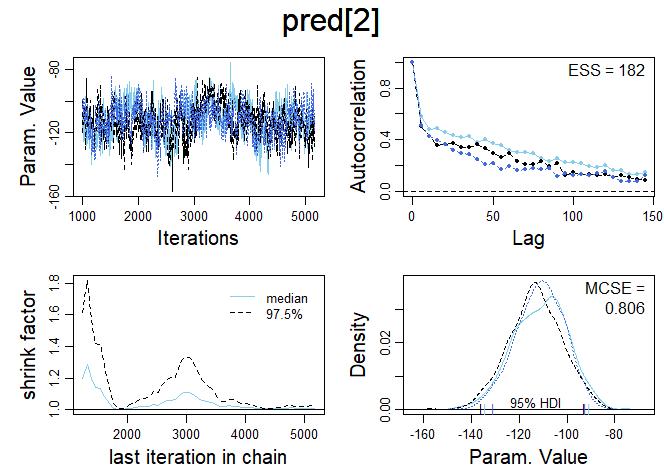 pred[2]
Param. Value
-160
-120
-80
1000 2000 3000 4000 5000
Iterations
Autocorrelation
0.0
0.4
0.8
ESS = 182
0 50 100 150
Lag
shrink factor
1.0
1.2
1.4
1.6
1.8
median
97.5%
2000 3000 4000 5000
last iteration in chain
Density
0.00
0.02
MCSE =
0.806
95% HDI
-160 -140 -120 -100 -80
Param. Value